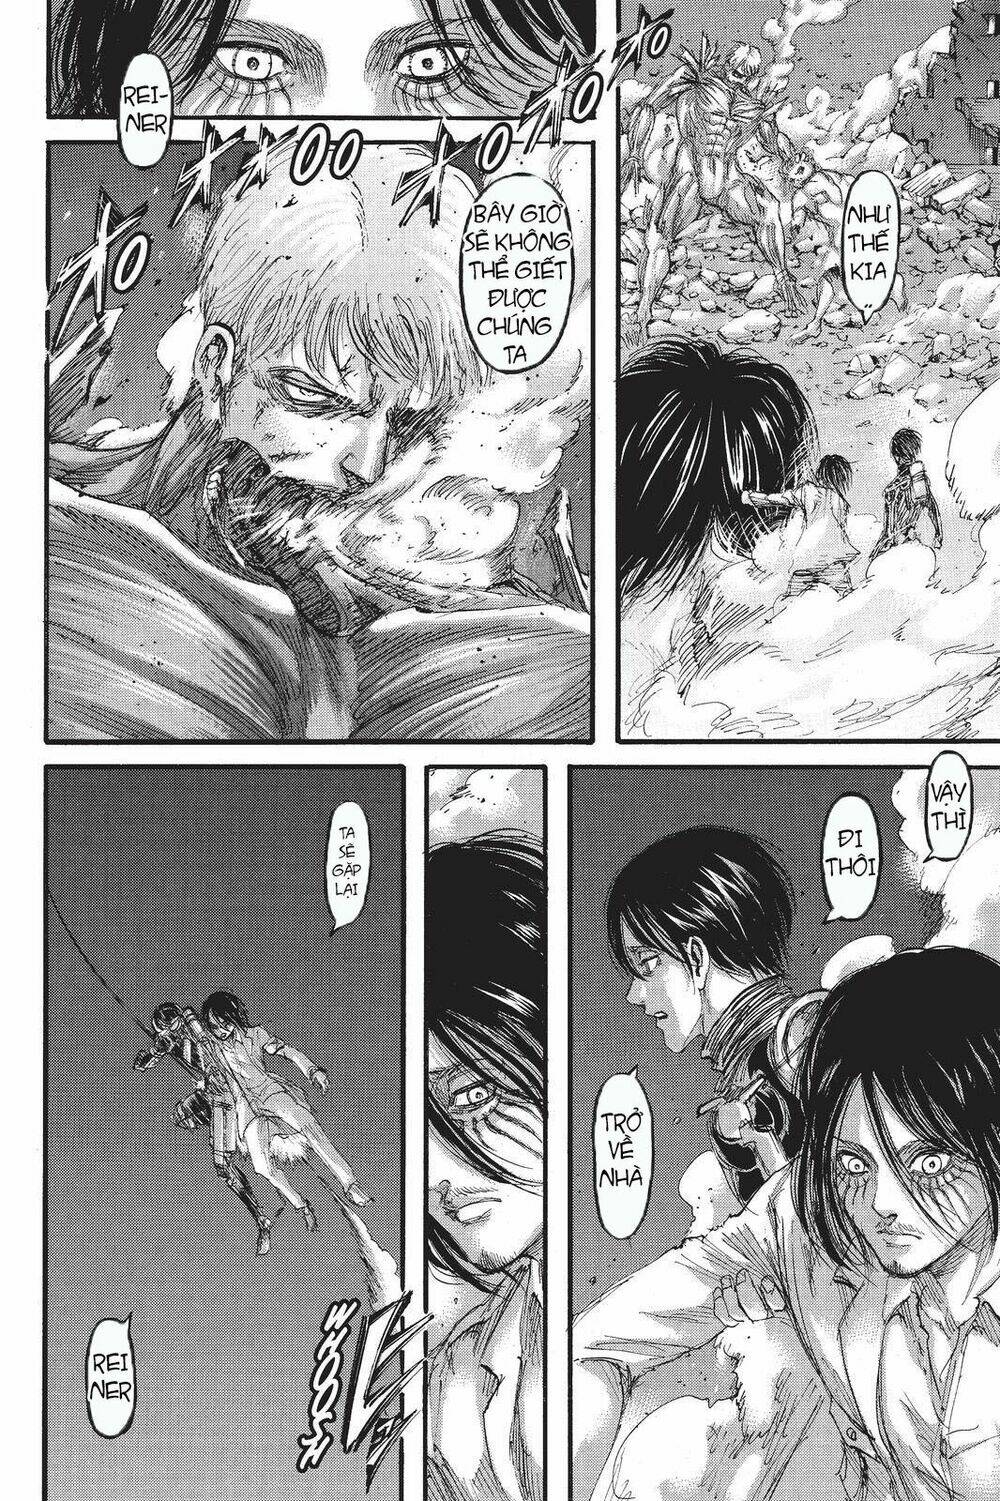 NHƯ
THẾ
KIA
..
REI-
NER
BÂY GIỜ
SẼ KHÔNG
THỂ GIẾT
ĐƯỢC
CHÚNG
TA
VẬY
THÌ
ĐI
THÔI
TRỞ
VỀ
NHÀ
TA
SẼ
GẶP
LẠI
REI
NER
WHOOSH